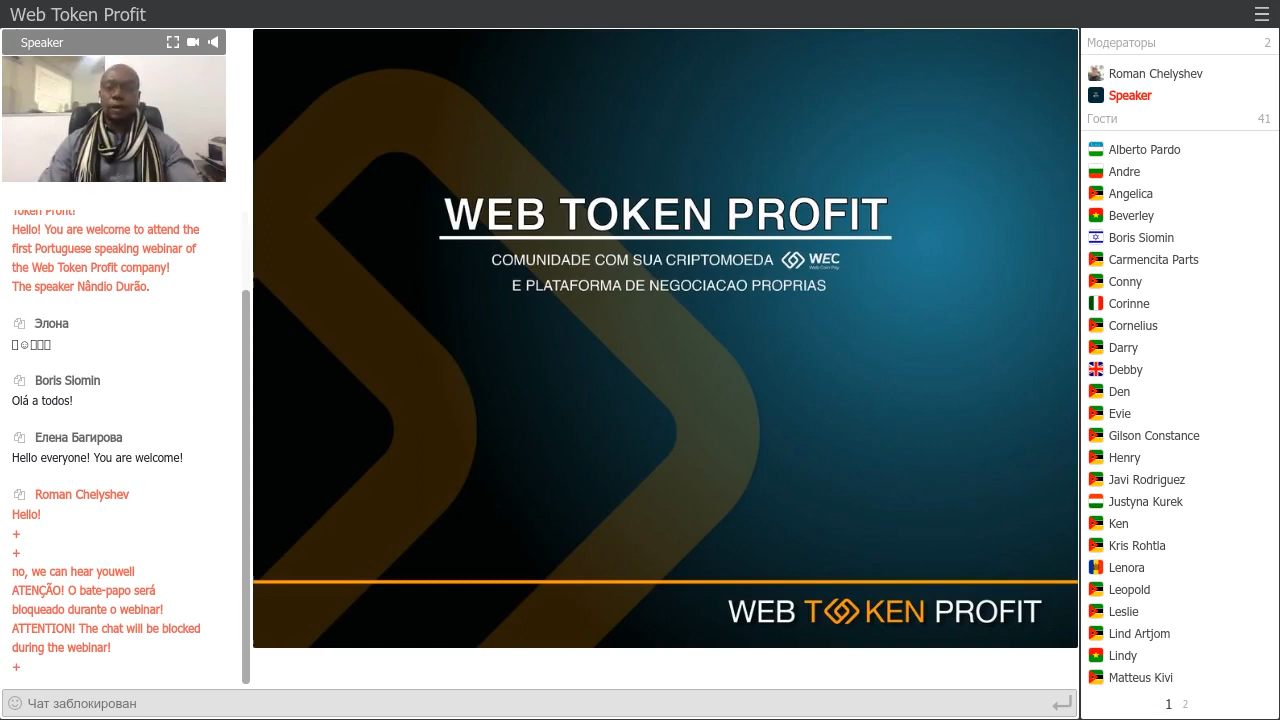 Web Token Profit
Speaker
Token Profit!
Hello! You are welcome to attend the
first Portuguese speaking webinar of
the Web Token Profit company!
The speaker Nândio Durão.
Элона
Boris Siomin
Olá a todos!
Елена Багирова
Hello everyone! You are welcome!
Roman Chelyshev
Hello!
+
+
no, we can hear youwell
ATENÇÃO! O bate-papo será
bloqueado durante o webinar!
ATTENTION! The chat will be blocked
during the webinar!
+
Чат заблокирован
WEB TOKEN PROFIT
COMUNIDADE COM SUA CRIPTOMOEDA WEC
Web Coin Pay
E PLATAFORMA DE NEGOCIACAO PROPRIAS
WEB TOKEN PROFIT
Модераторы 2
Roman Chelyshev
Speaker
Гости 41
Alberto Pardo
Andre
Angelica
Beverley
Boris Siomin
Carmencita Parts
Conny
Corinne
Cornelius
Darry
Debby
Den
Evie
Gilson Constance
Henry
Javi Rodriguez
Justyna Kurek
Ken
Kris Rohtla
Lenora
Leopold
Leslie
Lind Artjom
Lindy
Matteus Kivi
1 2